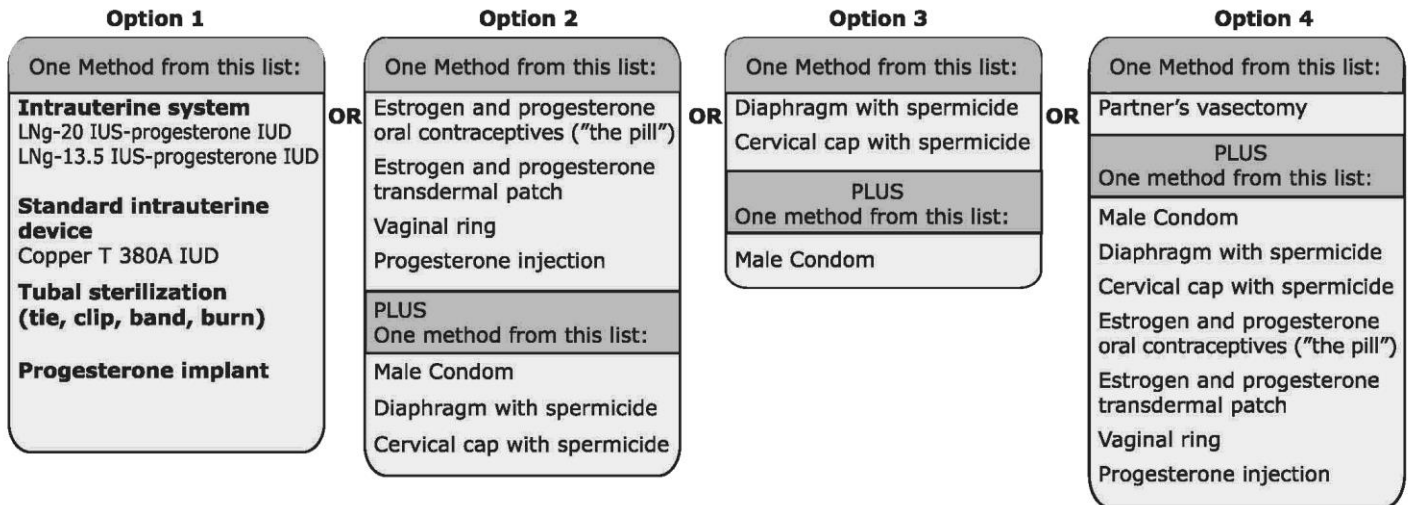 Option 1
One Method from this list:
Intrauterine system
LNg-20 IUS-progesterone IUD
LNg-13.5 IUS-progesterone IUD
Standard intrauterine
device
Copper T 380A IUD
Tubal sterilization
(tie, clip, band, burn)
Progesterone implant
OR
Option 2
One Method from this list:
Estrogen and progesterone
oral contraceptives ("the pill")
Estrogen and progesterone
transdermal patch
Vaginal ring
Progesterone injection
PLUS
One method from this list:
Male Condom
Diaphragm with spermicide
Cervical cap with spermicide
OR
Option 3
One Method from this list:
Diaphragm with spermicide
Cervical cap with spermicide
PLUS
One method from this list:
Male Condom
OR
Option 4
One Method from this list:
Partner's vasectomy
PLUS
One method from this list:
Male Condom
Diaphragm with spermicide
Cervical cap with spermicide
Estrogen and progesterone
oral contraceptives ("the pill")
Estrogen and progesterone
transdermal patch
Vaginal ring
Progesterone injection